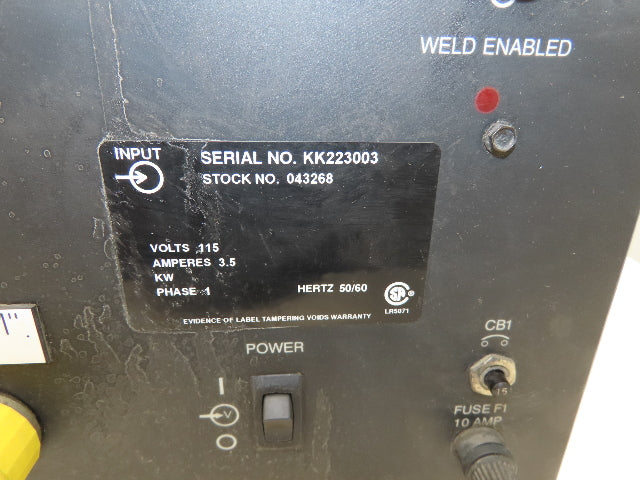 WELD ENABLED
INPUT
SERIAL NO. KK223003
STOCK NO. 043268
VOLTS 115
AMPERES 3.5
KW
PHASE 1 HERTZ 50/60
LR5071
EVIDENCE OF LABEL TAMPERING VOIDS WARRANTY
CB1
POWER
I
V
O
15
FUSE F1
10 AMP